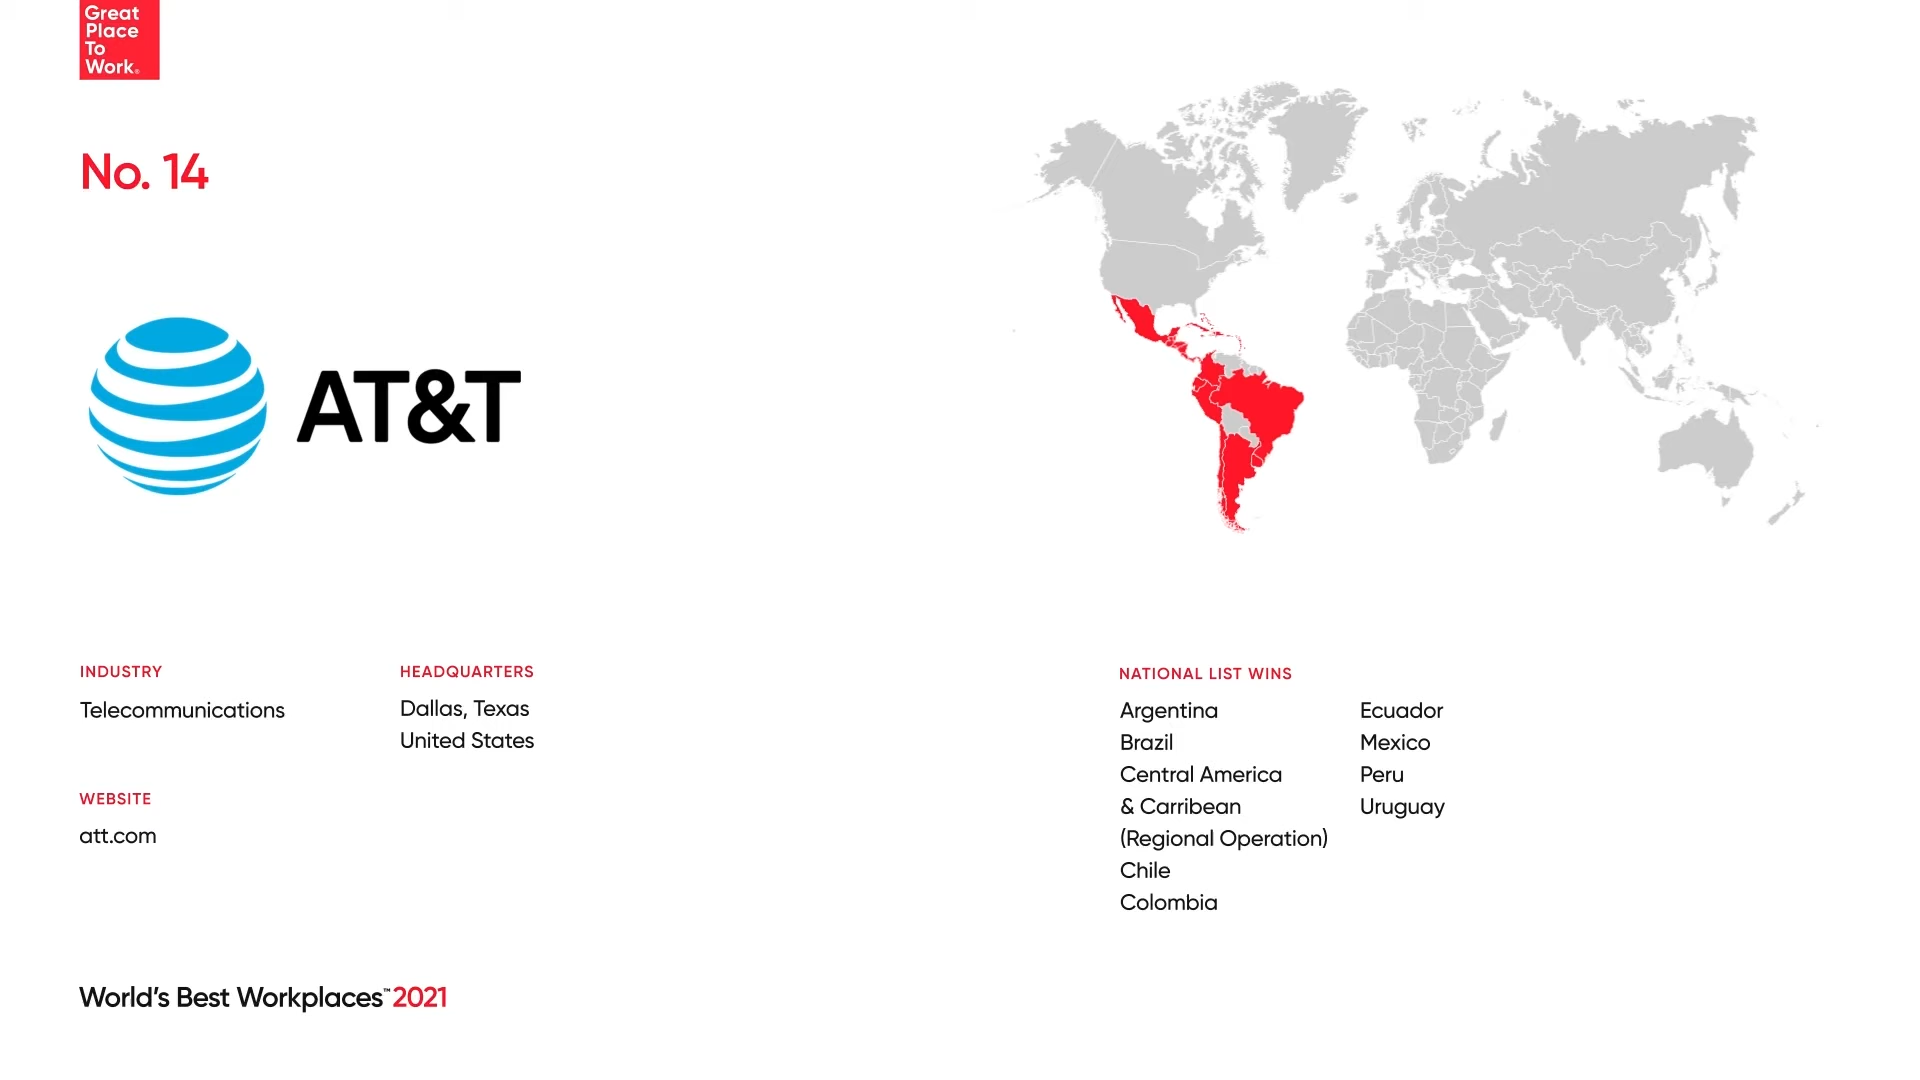 Great
Place
To
Work®
No. 14
AT&T
INDUSTRY
Telecommunications
HEADQUARTERS
Dallas, Texas
United States
WEBSITE
att.com
NATIONAL LIST WINS
Argentina
Brazil
Central America
& Carribean
(Regional Operation)
Chile
Colombia
Ecuador
Mexico
Peru
Uruguay
World's Best Workplaces™ 2021